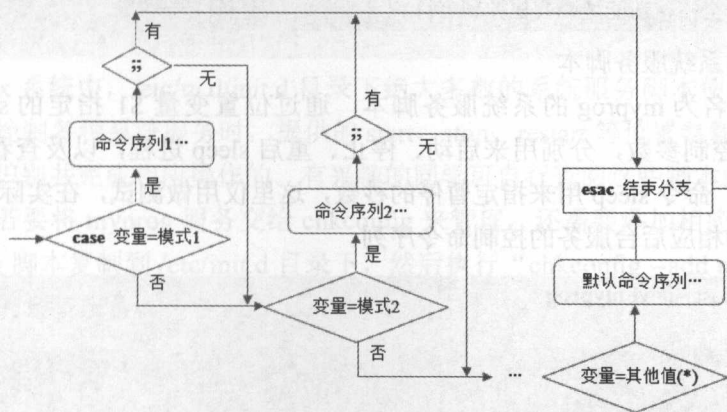 有
;;
无
命令序列1…
是
case 变量=模式1
否
有
;;
无
命令序列2…
是
变量=模式2
否
…
esac 结束分支
默认命令序列…
变量=其他值(*)